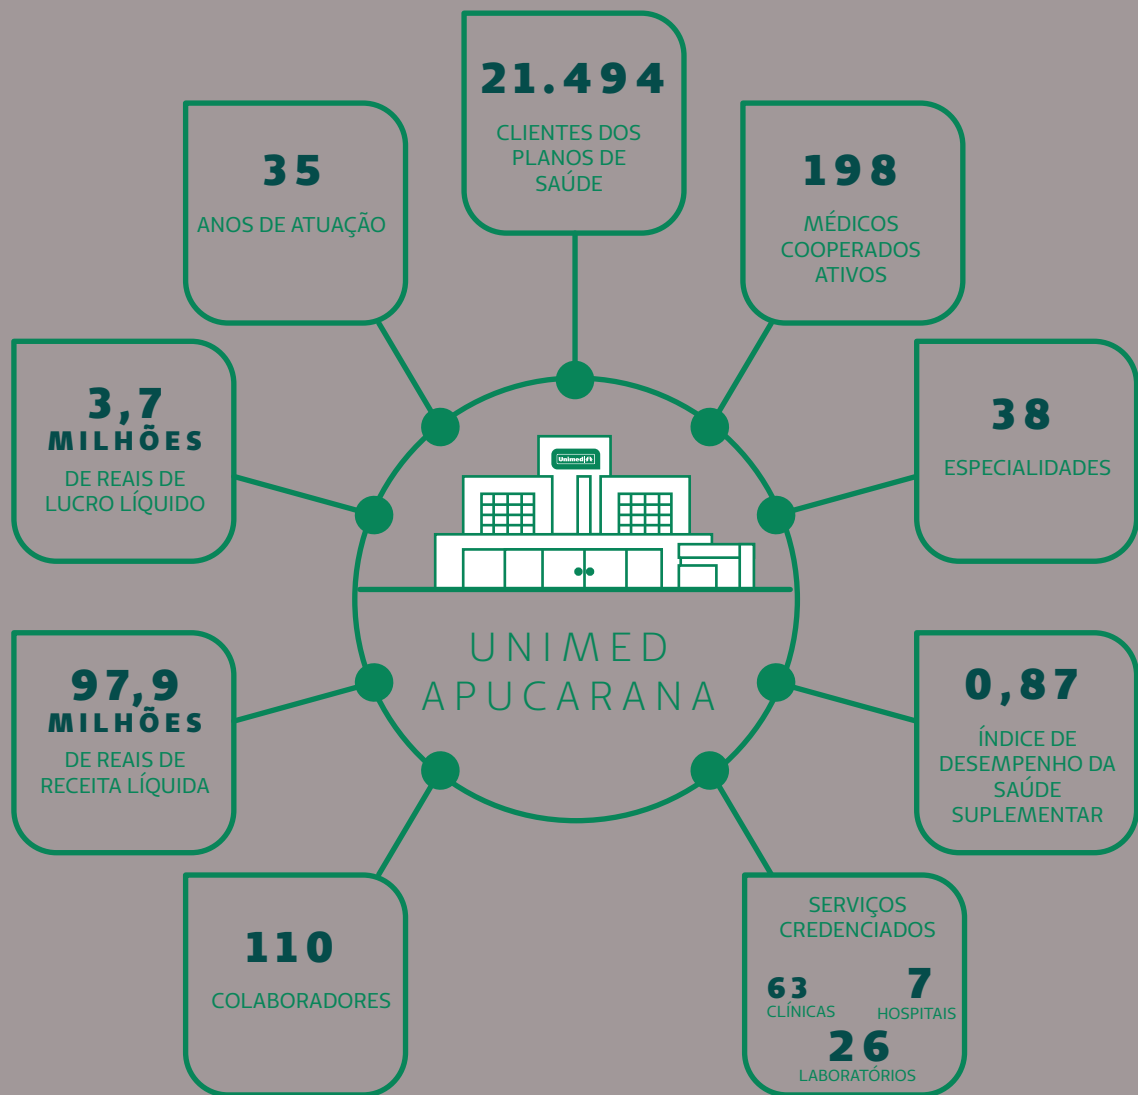 21.494
CLIENTES DOS
PLANOS DE
SAÚDE
35
ANOS DE ATUAÇÃO
198
MÉDICOS
COOPERADOS
ATIVOS
3,7
MILHÕES
DE REAIS DE
LUCRO LÍQUIDO
38
ESPECIALIDADES
Unimed
UNIMED
APUCARANA
97,9
MILHÕES
DE REAIS DE
RECEITA LÍQUIDA
0,87
ÍNDICE DE
DESEMPENHO DA
SAÚDE
SUPLEMENTAR
110
COLABORADORES
SERVIÇOS
CREDENCIADOS
63
CLÍNICAS
7
HOSPITAIS
26
LABORATÓRIOS